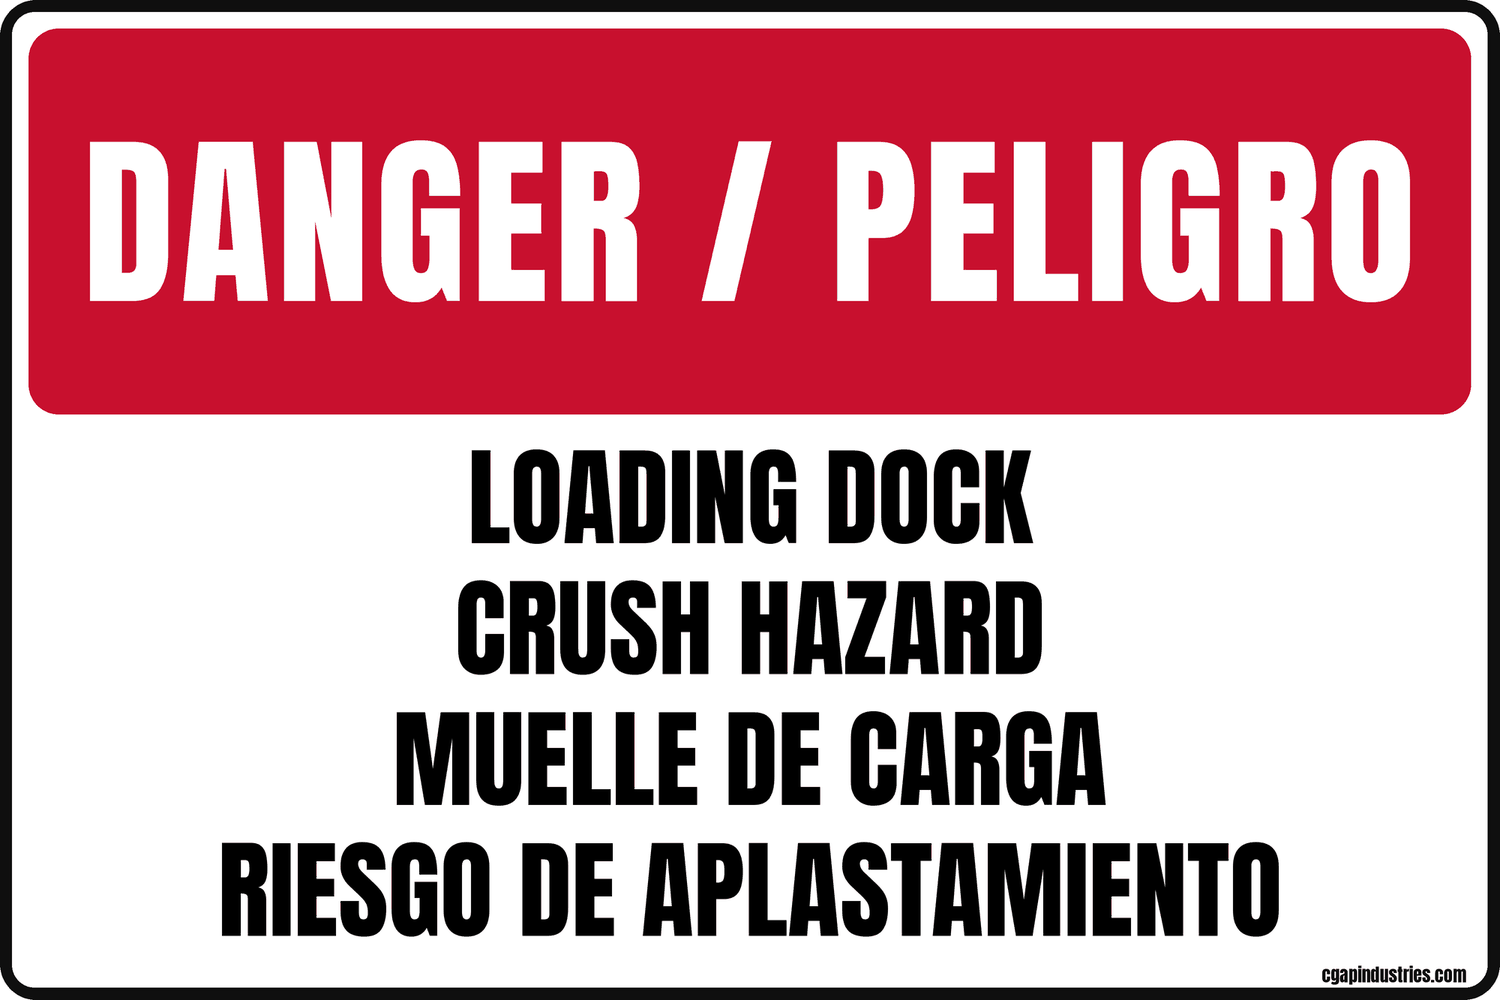 DANGER / PELIGRO
LOADING DOCK
CRUSH HAZARD
MUELLE DE CARGA
RIESGO DE APLASTAMIENTO
cgapindustries.com